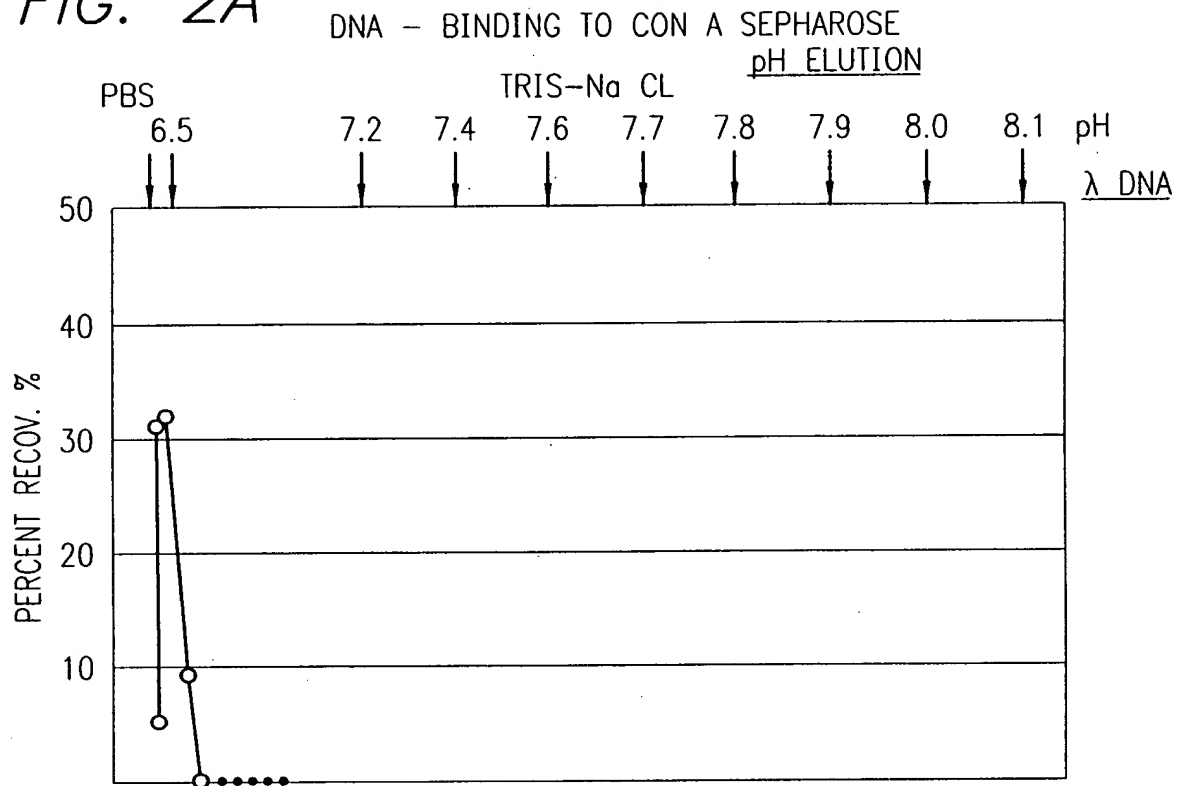 FIG. 2A
DNA – BINDING TO CON A SEPHAROSE
pH ELUTION
TRIS–Na CL
PBS
6.5 7.2 7.4 7.6 7.7 7.8 7.9 8.0 8.1 pH
λ DNA
50
40
30
20
10
PERCENT RECOV. %